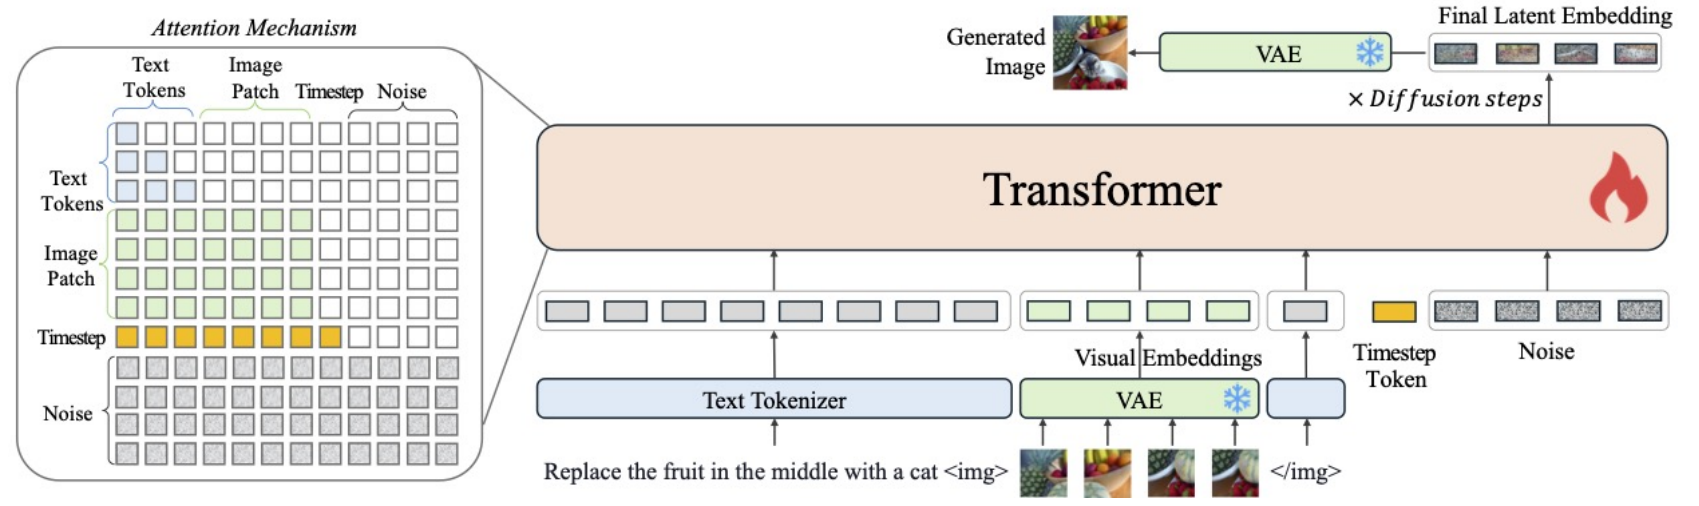 Attention Mechanism
Text
Tokens
Image
Patch
Timestep
Noise
Text
Tokens
Image
Patch
Timestep
Noise
Generated
Image
VAE
Final Latent Embedding
× Diffusion steps
Transformer
Visual Embeddings
Timestep
Token
Noise
Text Tokenizer
VAE
Replace the fruit in the middle with a cat <img>
</img>